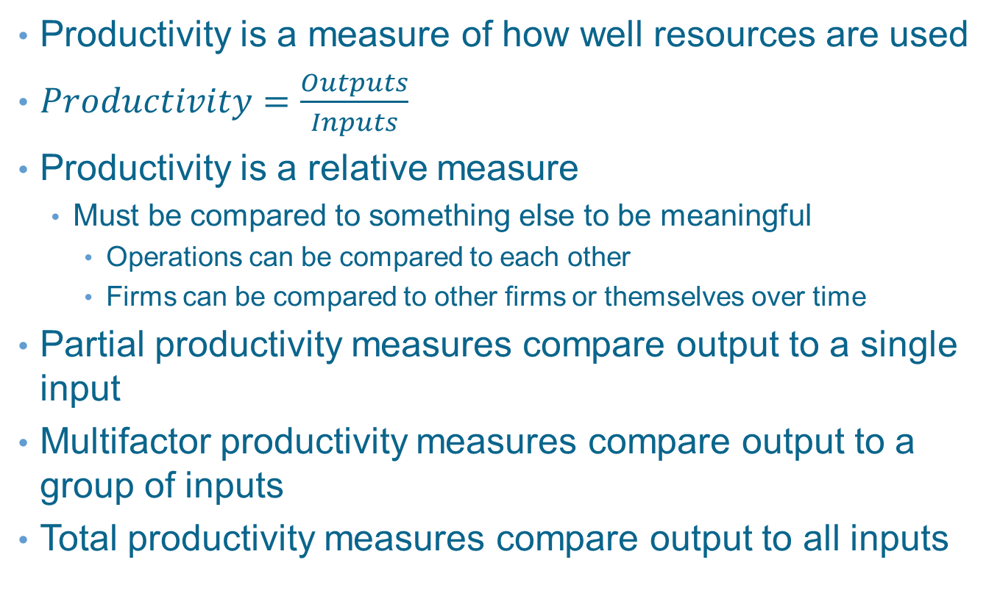 • Productivity is a measure of how well resources are used
• Productivity = Outputs / Inputs
• Productivity is a relative measure
• Must be compared to something else to be meaningful
• Operations can be compared to each other
• Firms can be compared to other firms or themselves over time
• Partial productivity measures compare output to a single
input
• Multifactor productivity measures compare output to a
group of inputs
• Total productivity measures compare output to all inputs